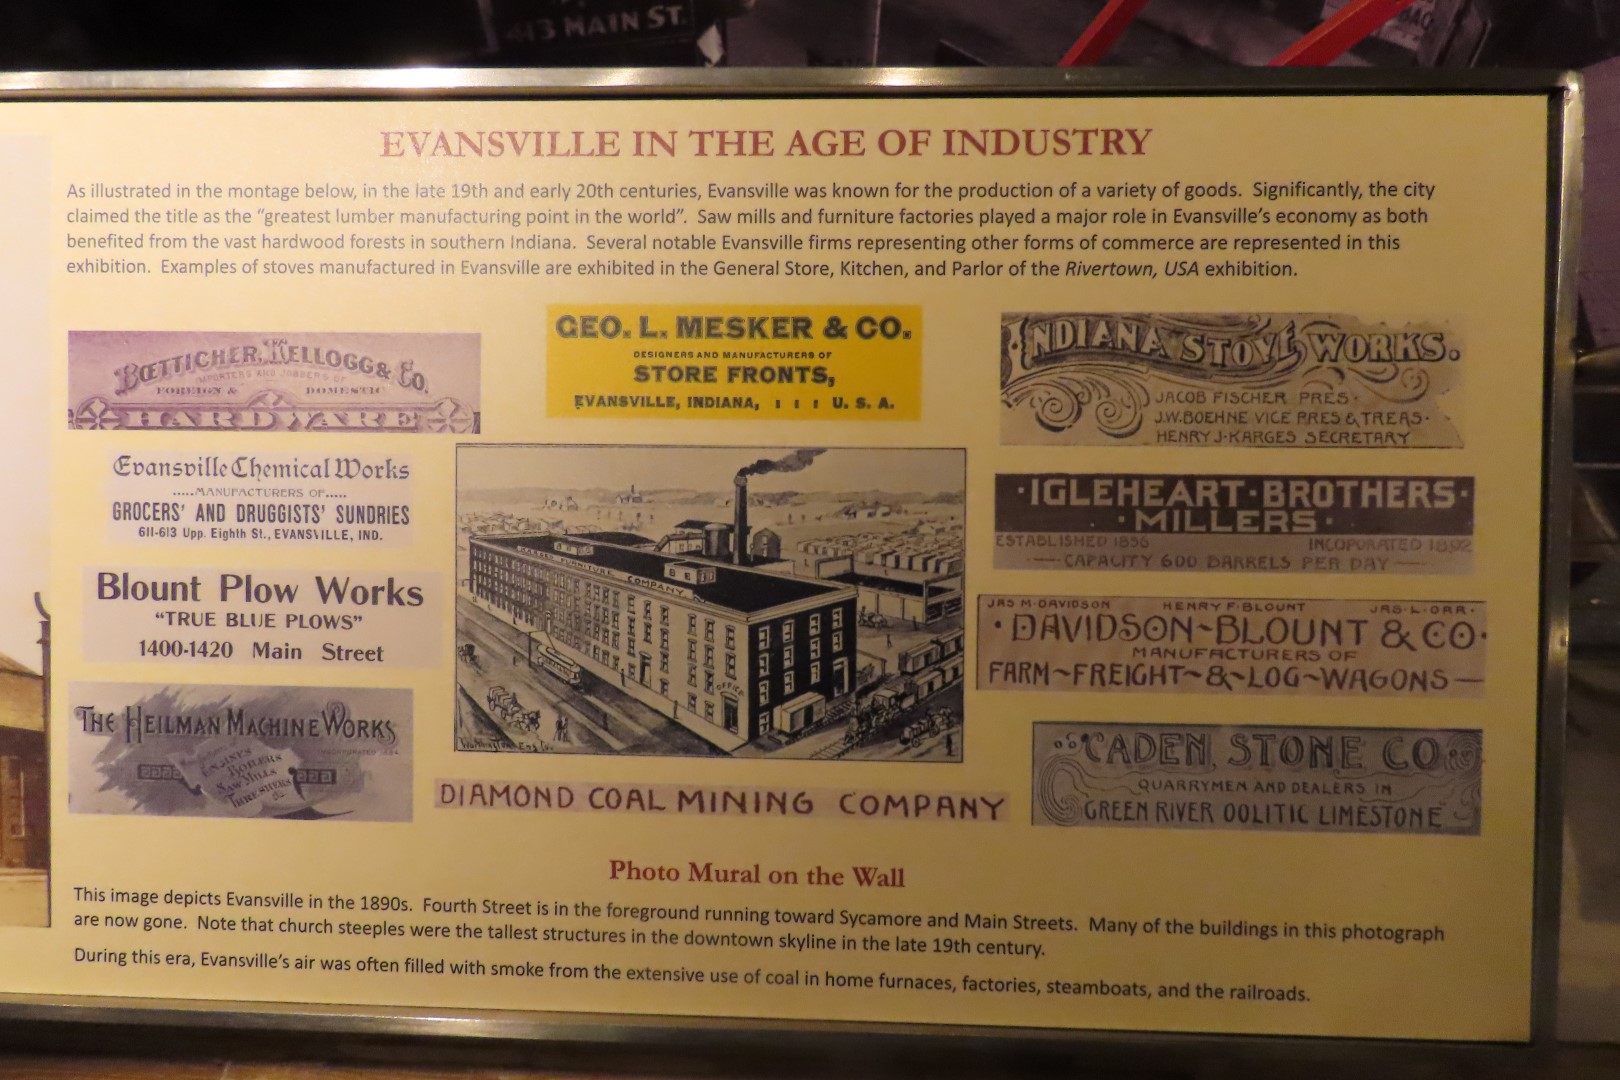 413 MAIN ST.
EVANSVILLE IN THE AGE OF INDUSTRY
As illustrated in the montage below, in the late 19th and early 20th centuries, Evansville was known for the production of a variety of goods. Significantly, the city
claimed the title as the “greatest lumber manufacturing point in the world”. Saw mills and furniture factories played a major role in Evansville’s economy as both
benefited from the vast hardwood forests in southern Indiana. Several notable Evansville firms representing other forms of commerce are represented in this
exhibition. Examples of stoves manufactured in Evansville are exhibited in the General Store, Kitchen, and Parlor of the Rivertown, USA exhibition.
BŒTTICHER, KELLOGG & Co.
IMPORTERS AND JOBBERS OF
FOREIGN & DOMESTIC
HARDWARE
Evansville Chemical Works
.....MANUFACTURERS OF.....
GROCERS' AND DRUGGISTS' SUNDRIES
611-613 Upp. Eighth St., EVANSVILLE, IND.
Blount Plow Works
"TRUE BLUE PLOWS"
1400-1420 Main Street
THE HEILMAN MACHINE WORKS
INCORPORATED
ENGINES
BOILERS
SAW MILLS
THRESHERS
GEO. L. MESKER & CO.
DESIGNERS AND MANUFACTURERS OF
STORE FRONTS,
EVANSVILLE, INDIANA, U. S. A.
FURNITURE COMPANY
OFFICE
DIAMOND COAL MINING COMPANY
INDIANA STOVE WORKS.
JACOB FISCHER PRES.
J.W.BOEHNE VICE PRES & TREAS.
HENRY J. KARGES SECRETARY
·IGLEHEART·BROTHERS·
·MILLERS·
ESTABLISHED 1856 INCOPORATED 1892
CAPACITY 600 BARRELS PER DAY
JAS M. DAVIDSON HENRY F. BLOUNT JAS. L. ORR.
·DAVIDSON~BLOUNT & CO·
MANUFACTURERS OF
FARM~FREIGHT~&~LOG~WAGONS
CADEN STONE CO
QUARRYMEN AND DEALERS IN
GREEN RIVER OOLITIC LIMESTONE
Photo Mural on the Wall
This image depicts Evansville in the 1890s. Fourth Street is in the foreground running toward Sycamore and Main Streets. Many of the buildings in this photograph
are now gone. Note that church steeples were the tallest structures in the downtown skyline in the late 19th century.
During this era, Evansville’s air was often filled with smoke from the extensive use of coal in home furnaces, factories, steamboats, and the railroads.